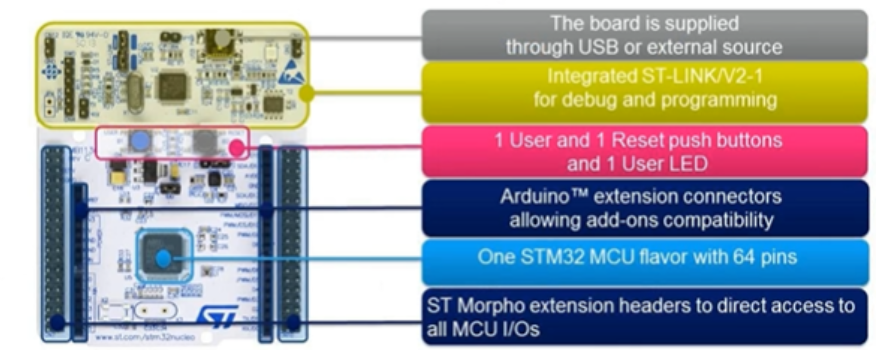 The board is supplied
through USB or external source
Integrated ST-LINK/V2-1
for debug and programming
1 User and 1 Reset push buttons
and 1 User LED
Arduino™ extension connectors
allowing add-ons compatibility
One STM32 MCU flavor with 64 pins
ST Morpho extension headers to direct access to
all MCU I/Os
ST
www.st.com/stm32nucleo